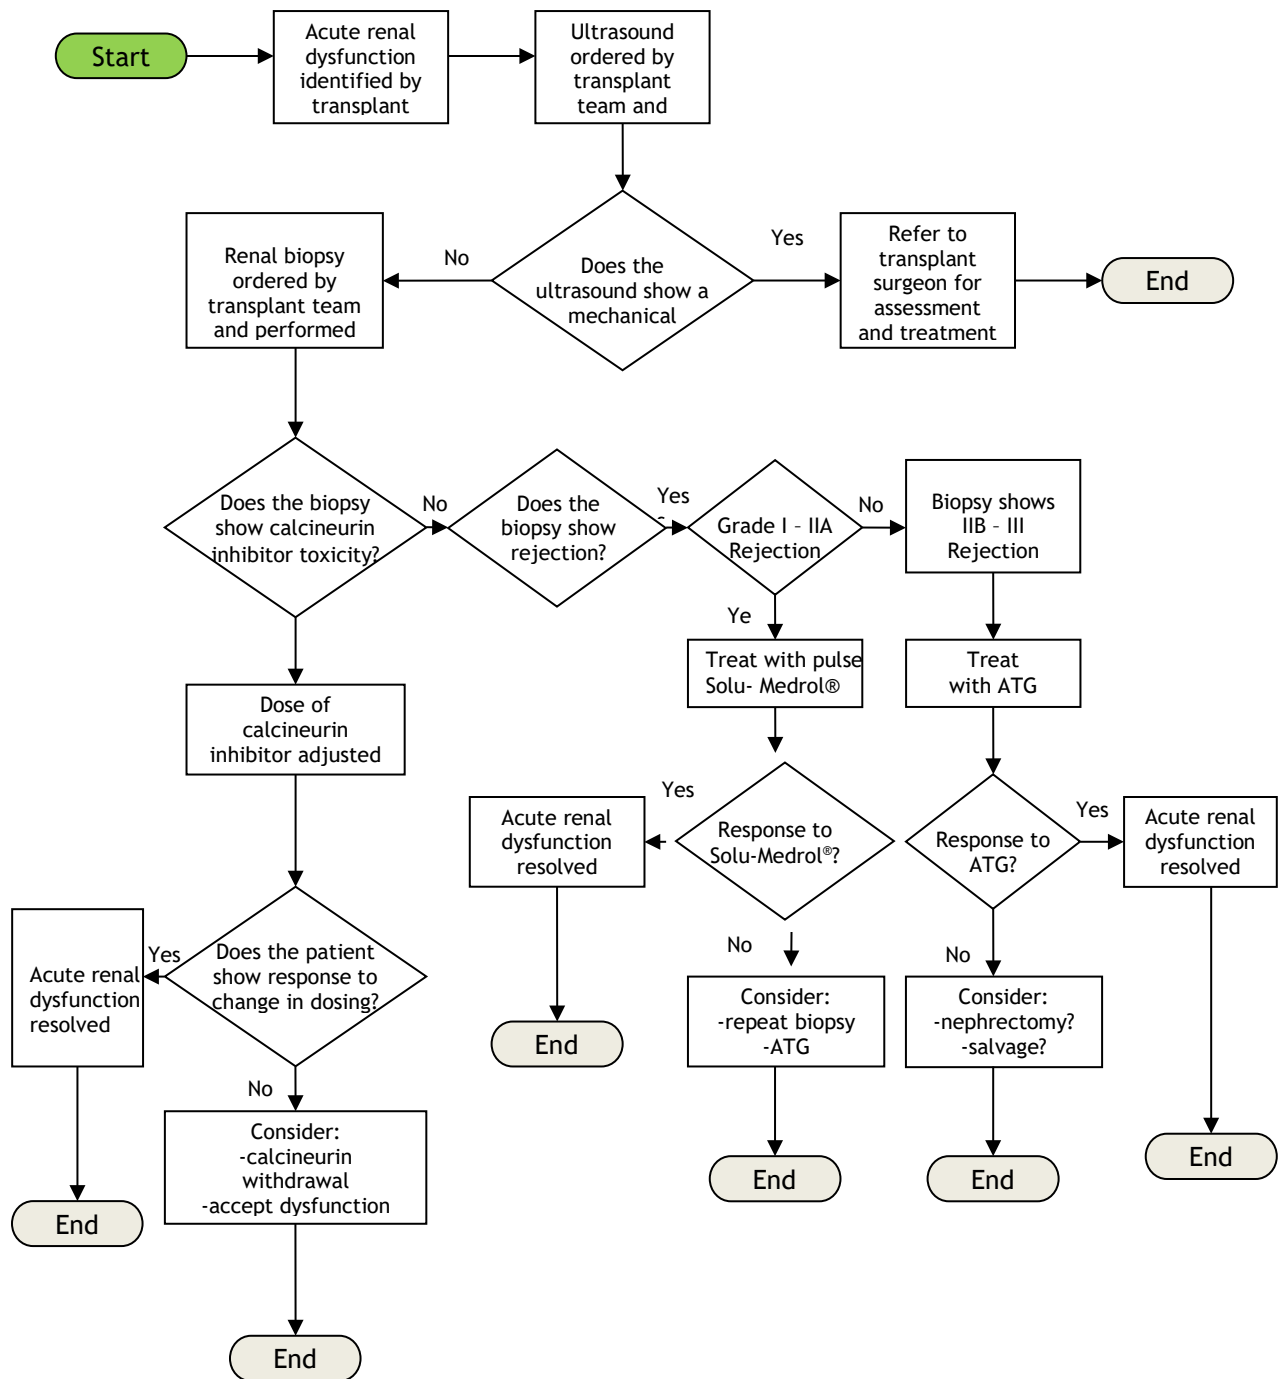 Start
Acute renal
dysfunction
identified by
transplant
Ultrasound
ordered by
transplant
team and
Does the
ultrasound show a
mechanical
No
Yes
Renal biopsy
ordered by
transplant team
and performed
Refer to
transplant
surgeon for
assessment
and treatment
End
Does the biopsy
show calcineurin
inhibitor toxicity?
No
Does the
biopsy show
rejection?
Yes
Grade I – IIA
Rejection
No
Biopsy shows
IIB – III
Rejection
Ye
Treat with pulse
Solu- Medrol®
Treat
with ATG
Dose of
calcineurin
inhibitor adjusted
Yes
Acute renal
dysfunction
resolved
Response to
Solu-Medrol®?
Response to
ATG?
Yes
Acute renal
dysfunction
resolved
Does the patient
show response to
change in dosing?
Yes
Acute renal
dysfunction
resolved
No
No
Consider:
-repeat biopsy
-ATG
Consider:
-nephrectomy?
-salvage?
End
No
Consider:
-calcineurin
withdrawal
-accept dysfunction
End
End
End
End
End